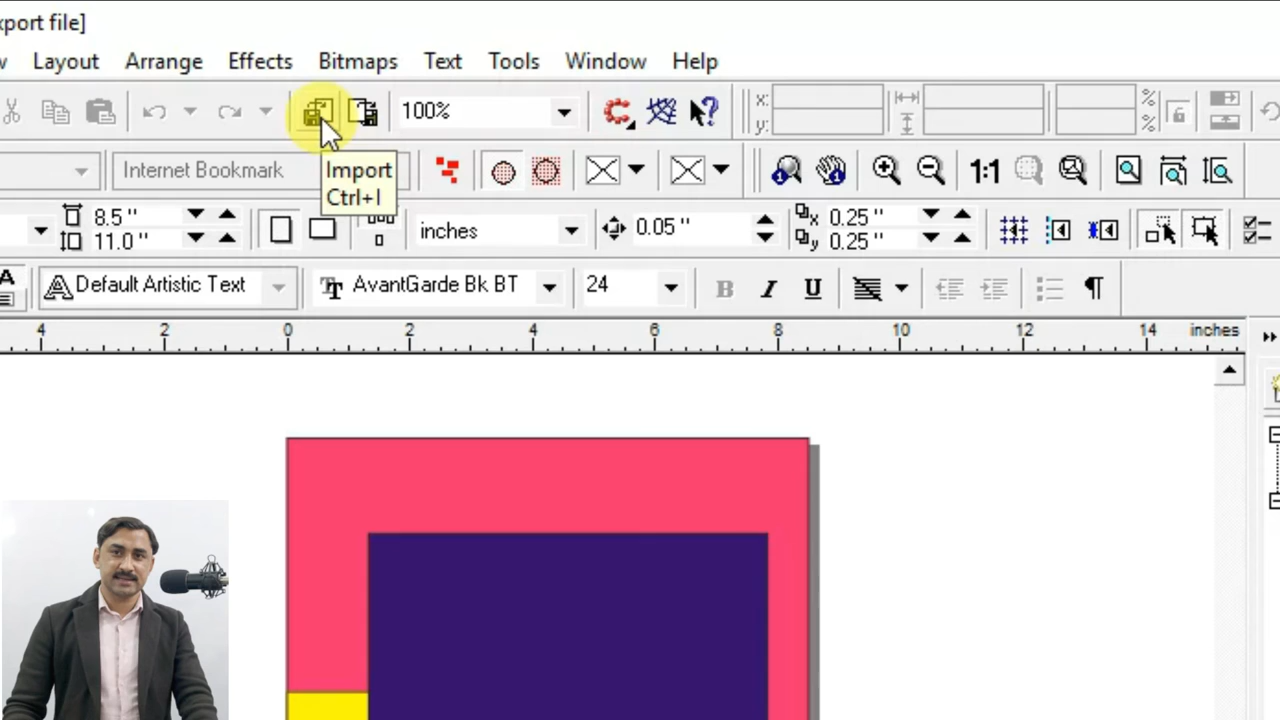 xport file]
Layout Arrange Effects Bitmaps Text Tools Window Help
100% x: % 
y: %
Internet Bookmark 1:1
Import
Ctrl+I
8.5 " inches 0.05 " x 0.25 "
11.0 " y 0.25 "
A Default Artistic Text AvantGarde Bk BT 24 B I U
4 2 0 2 4 6 8 10 12 14 inches